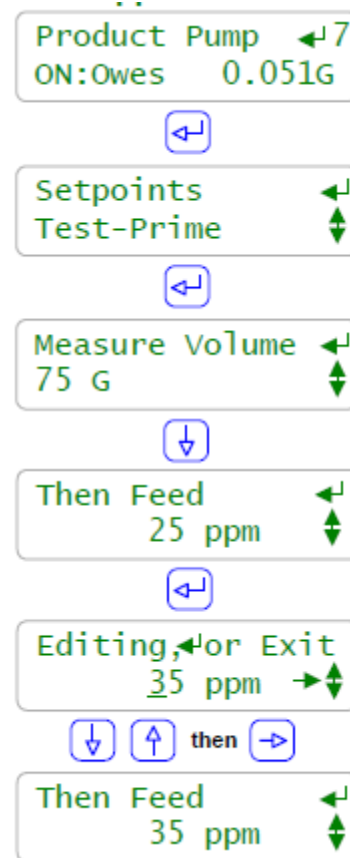 Product Pump ↵7
ON:Owes 0.051G
Setpoints ↵
Test-Prime
Measure Volume ↵
75 G
Then Feed ↵
25 ppm
Editing,↵or Exit
35 ppm
then
Then Feed ↵
35 ppm